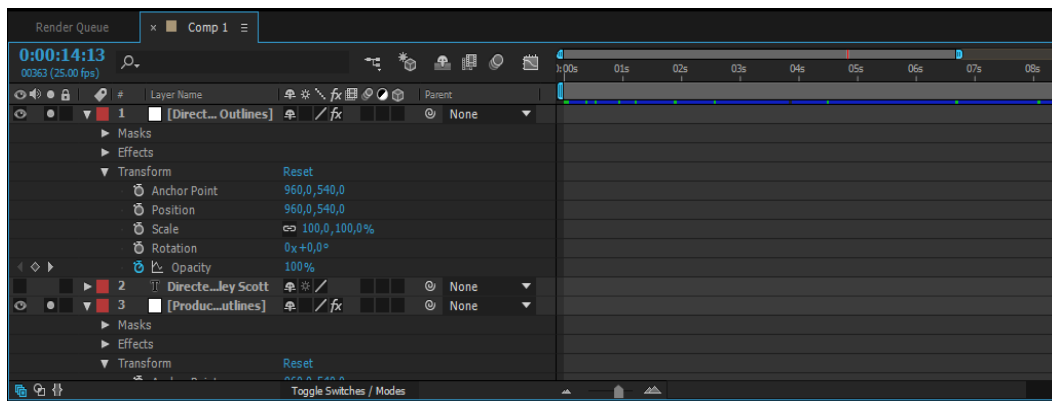 Render Queue × Comp 1
0:00:14:13
00363 (25.00 fps)
):00s 01s 02s 03s 04s 05s 06s 07s 08s
# Layer Name fx Parent
1 [Direct... Outlines] fx None
Masks
Effects
Transform Reset
Anchor Point 960,0,540,0
Position 960,0,540,0
Scale 100,0,100,0%
Rotation 0x+0,0°
Opacity 100%
2 T Directe...ley Scott None
3 [Produc...utlines] fx None
Masks
Effects
Transform Reset
Toggle Switches / Modes